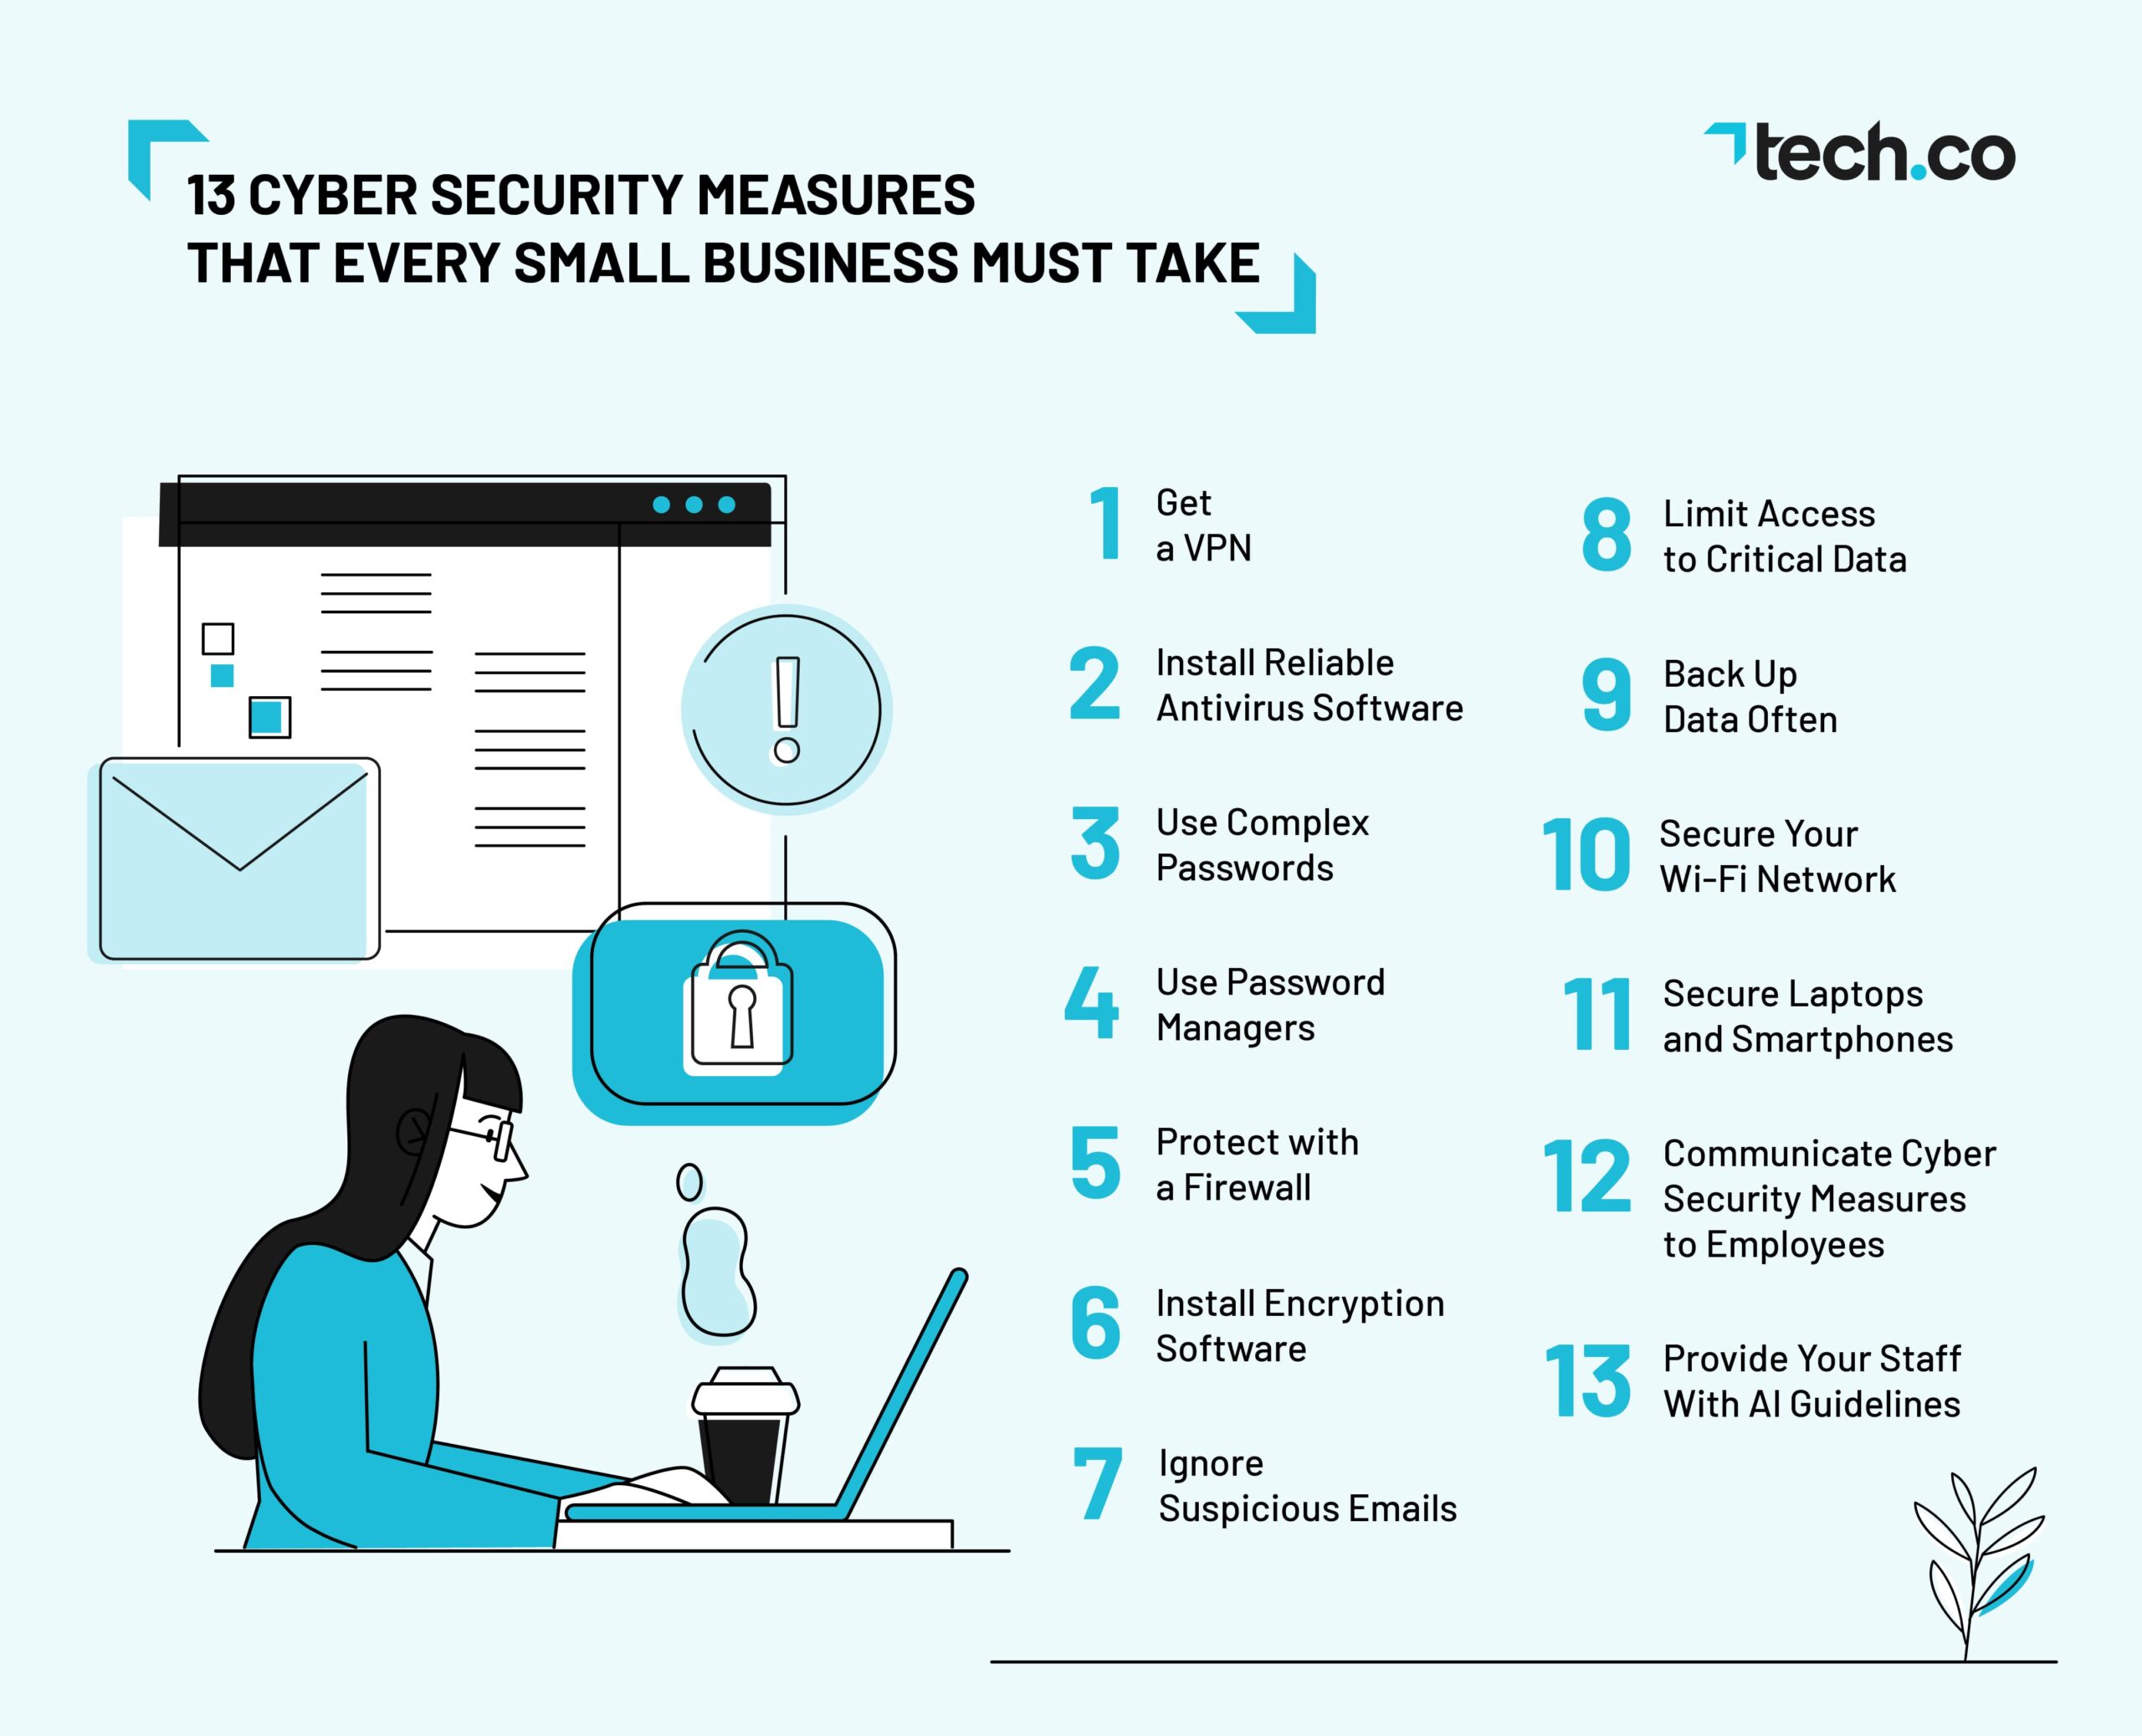 13 CYBER SECURITY MEASURES
THAT EVERY SMALL BUSINESS MUST TAKE
tech.co
1 Get
a VPN
2 Install Reliable
Antivirus Software
3 Use Complex
Passwords
4 Use Password
Managers
5 Protect with
a Firewall
6 Install Encryption
Software
7 Ignore
Suspicious Emails
8 Limit Access
to Critical Data
9 Back Up
Data Often
10 Secure Your
Wi-Fi Network
11 Secure Laptops
and Smartphones
12 Communicate Cyber
Security Measures
to Employees
13 Provide Your Staff
With AI Guidelines